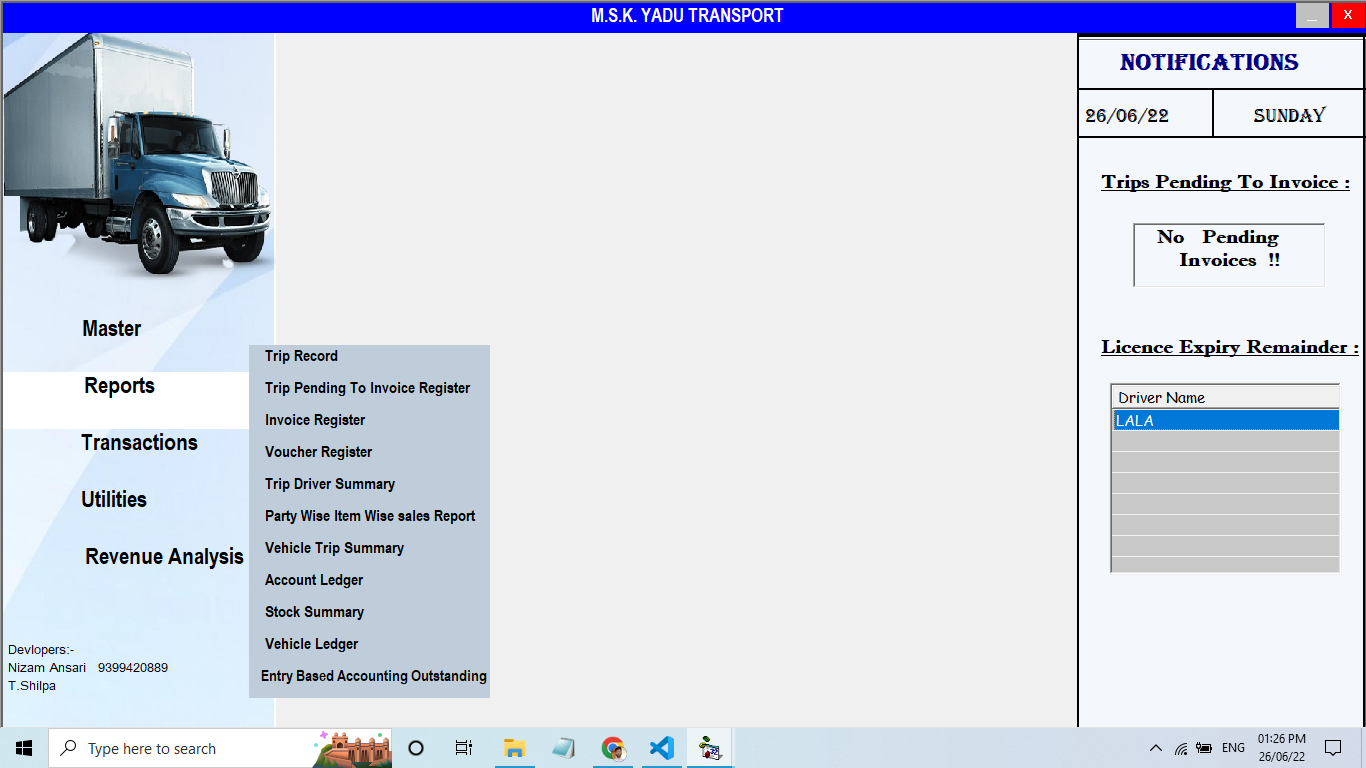 M.S.K. YADU TRANSPORT
_ X
Master
Reports
Transactions
Utilities
Revenue Analysis
Trip Record
Trip Pending To Invoice Register
Invoice Register
Voucher Register
Trip Driver Summary
Party Wise Item Wise sales Report
Vehicle Trip Summary
Account Ledger
Stock Summary
Vehicle Ledger
Entry Based Accounting Outstanding
Devlopers:-
Nizam Ansari 9399420889
T.Shilpa
NOTIFICATIONS
26/06/22 SUNDAY
Trips Pending To Invoice :
No Pending
Invoices !!
Licence Expiry Remainder :
Driver Name
LALA
Type here to search
ENG
01:26 PM
26/06/22